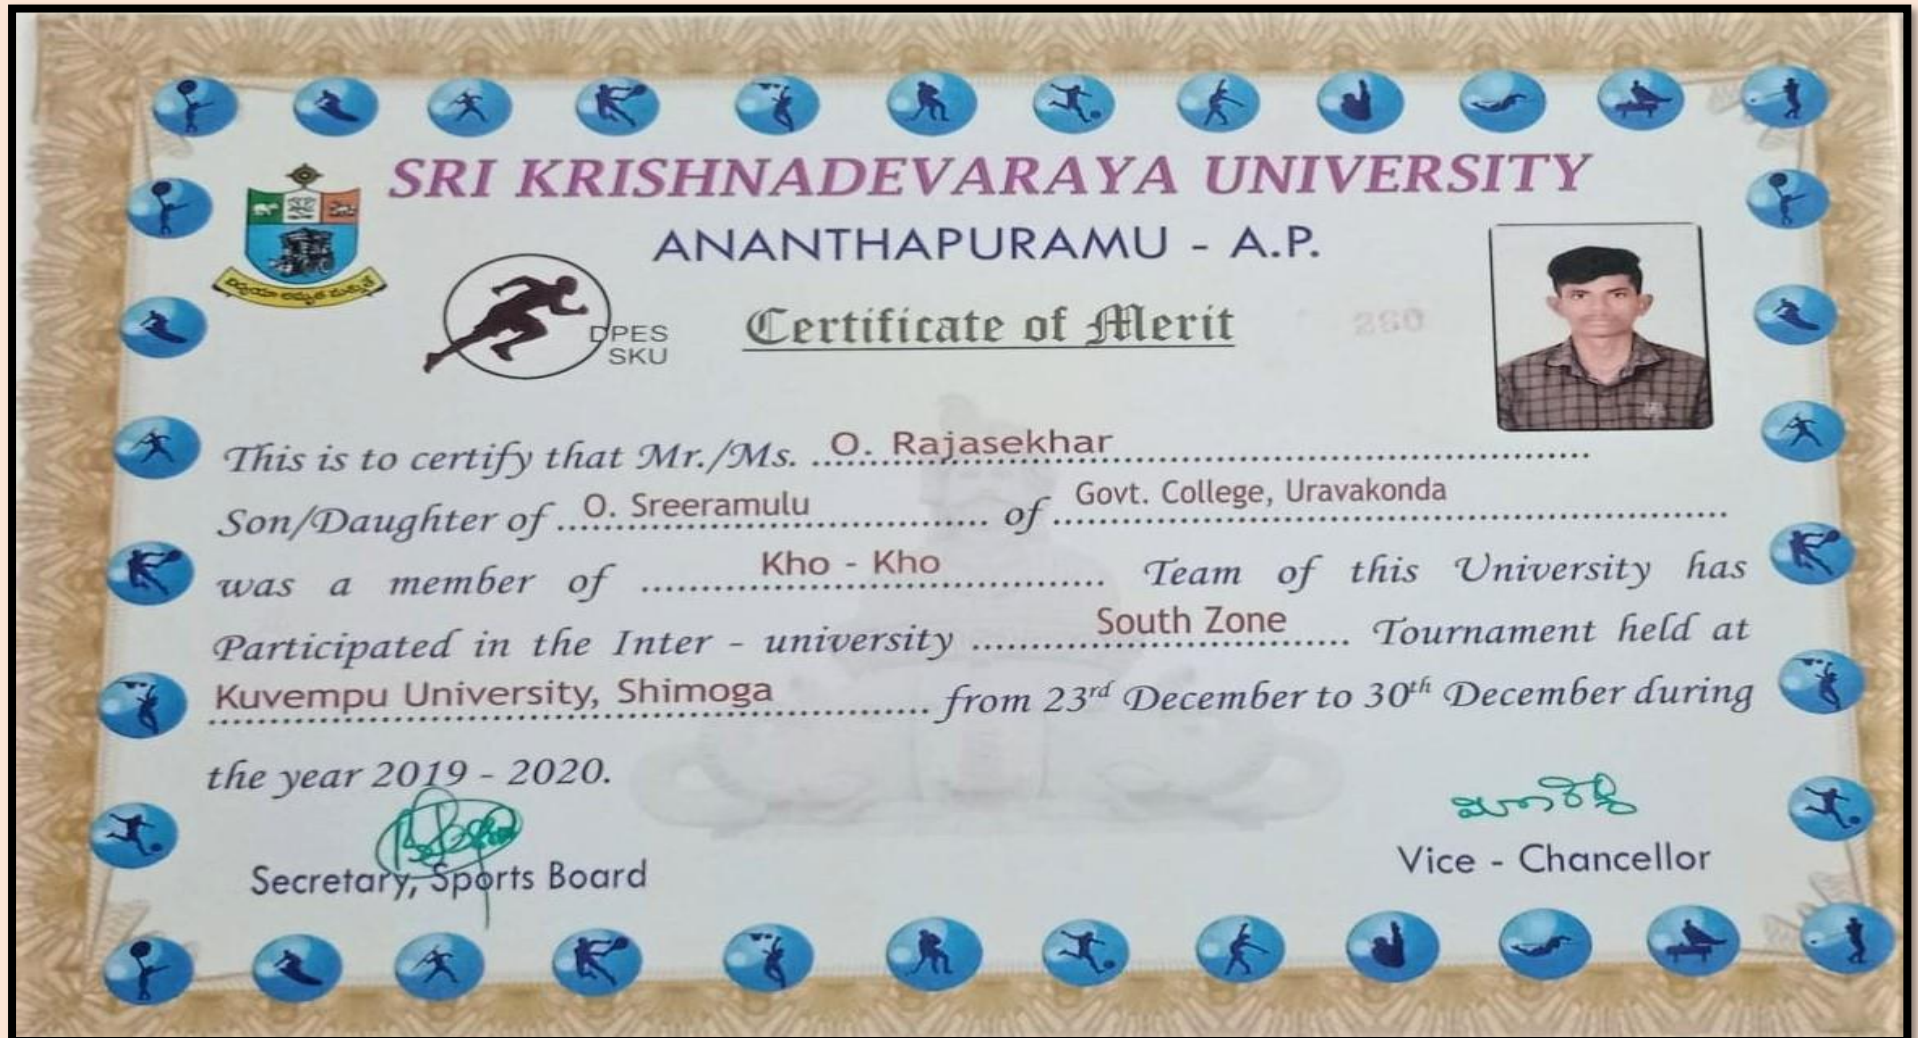 SRI KRISHNADEVARAYA UNIVERSITY
ANANTHAPURAMU - A.P.
DPES
SKU
Certificate of Merit
280
This is to certify that Mr./Ms. O. Rajasekhar
Son/Daughter of O. Sreeramulu of Govt. College, Uravakonda
was a member of Kho - Kho Team of this University has
Participated in the Inter - university South Zone Tournament held at
Kuvempu University, Shimoga from 23rd December to 30th December during
the year 2019 - 2020.
Secretary, Sports Board
Vice - Chancellor